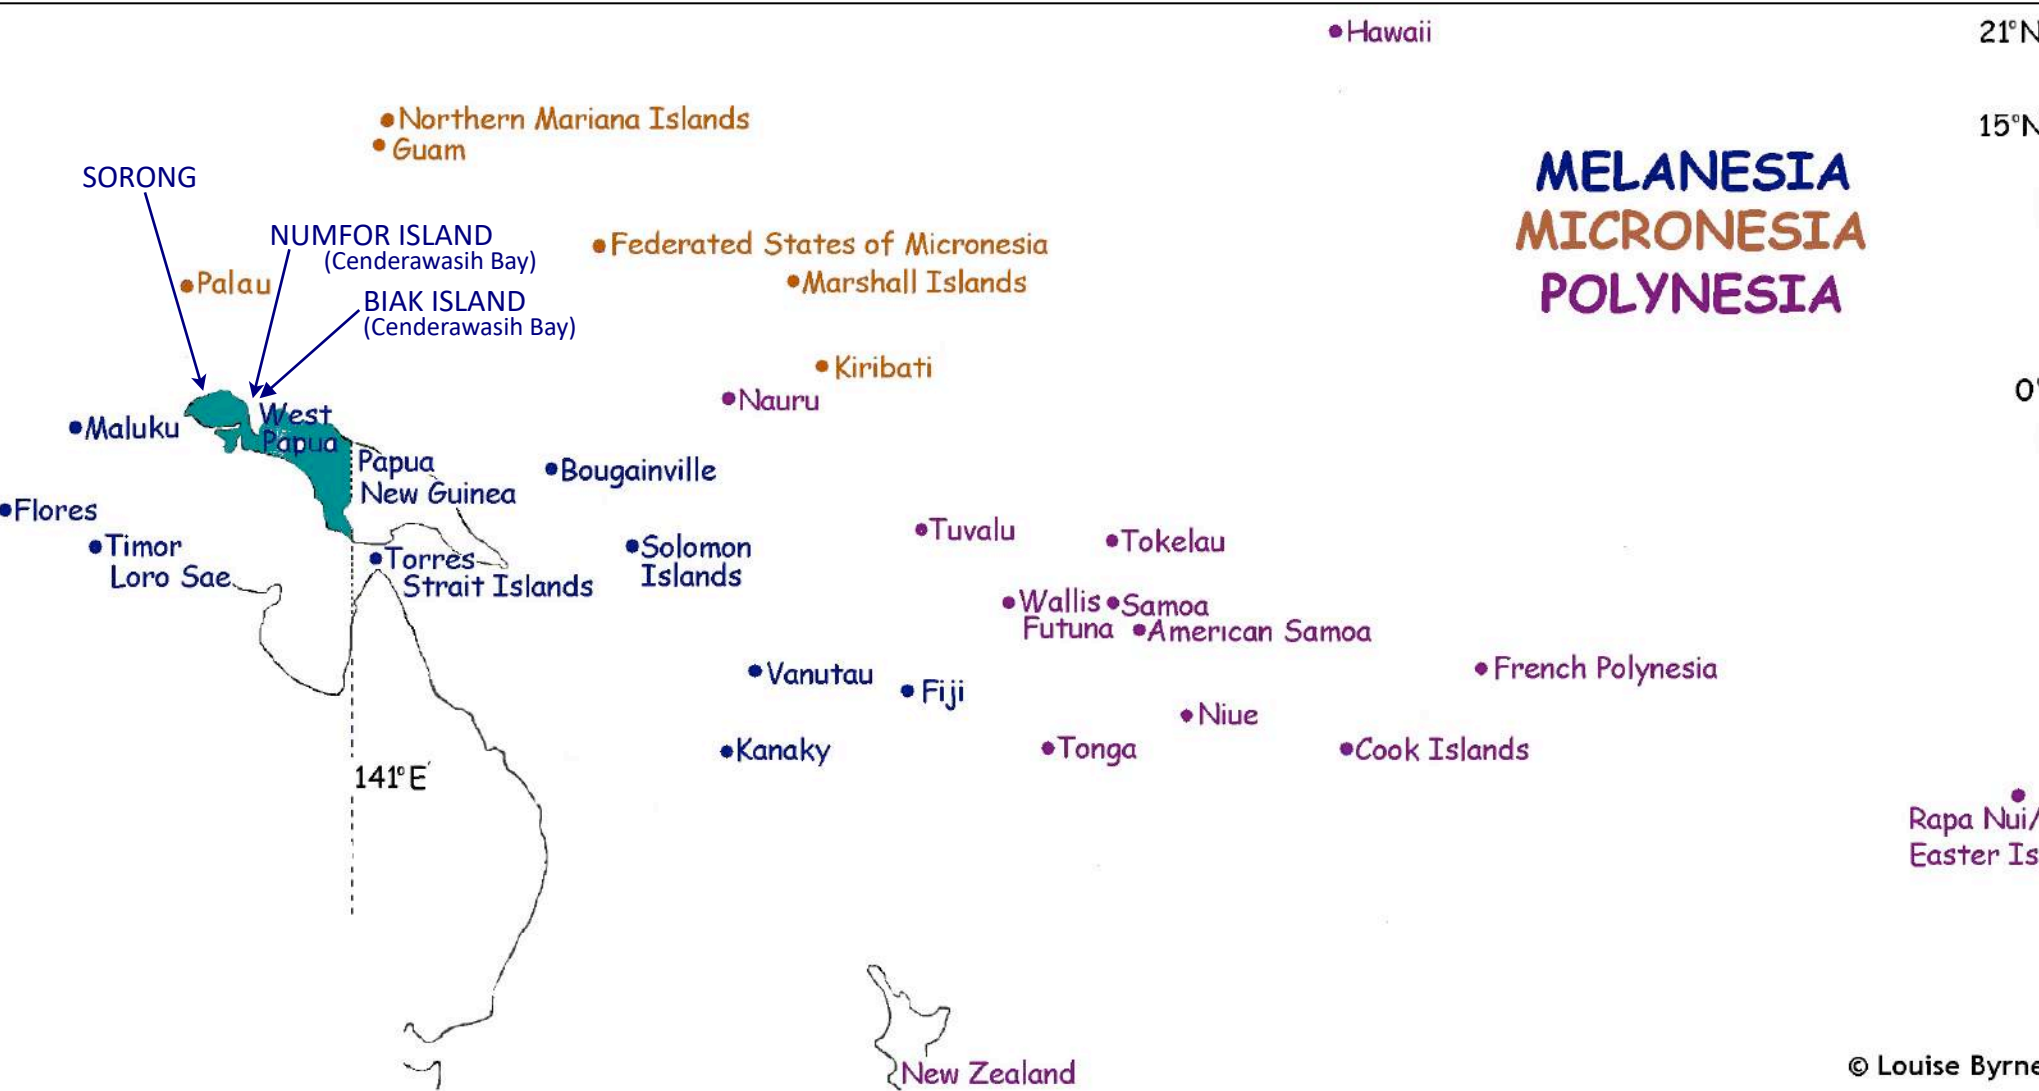 Hawaii
21°N
Northern Mariana Islands
Guam
15°N
MELANESIA
MICRONESIA
POLYNESIA
SORONG
NUMFOR ISLAND
(Cenderawasih Bay)
Federated States of Micronesia
Palau
Marshall Islands
BIAK ISLAND
(Cenderawasih Bay)
Kiribati
Nauru
0°
Maluku
West
Papua
Papua
New Guinea
Bougainville
Flores
Timor
Loro Sae
Torres
Strait Islands
Solomon
Islands
Tuvalu
Tokelau
Wallis
Futuna
Samoa
American Samoa
Vanutau
Fiji
French Polynesia
Niue
Kanaky
Tonga
Cook Islands
141°E
Rapa Nui/
Easter Is
New Zealand
© Louise Byrne